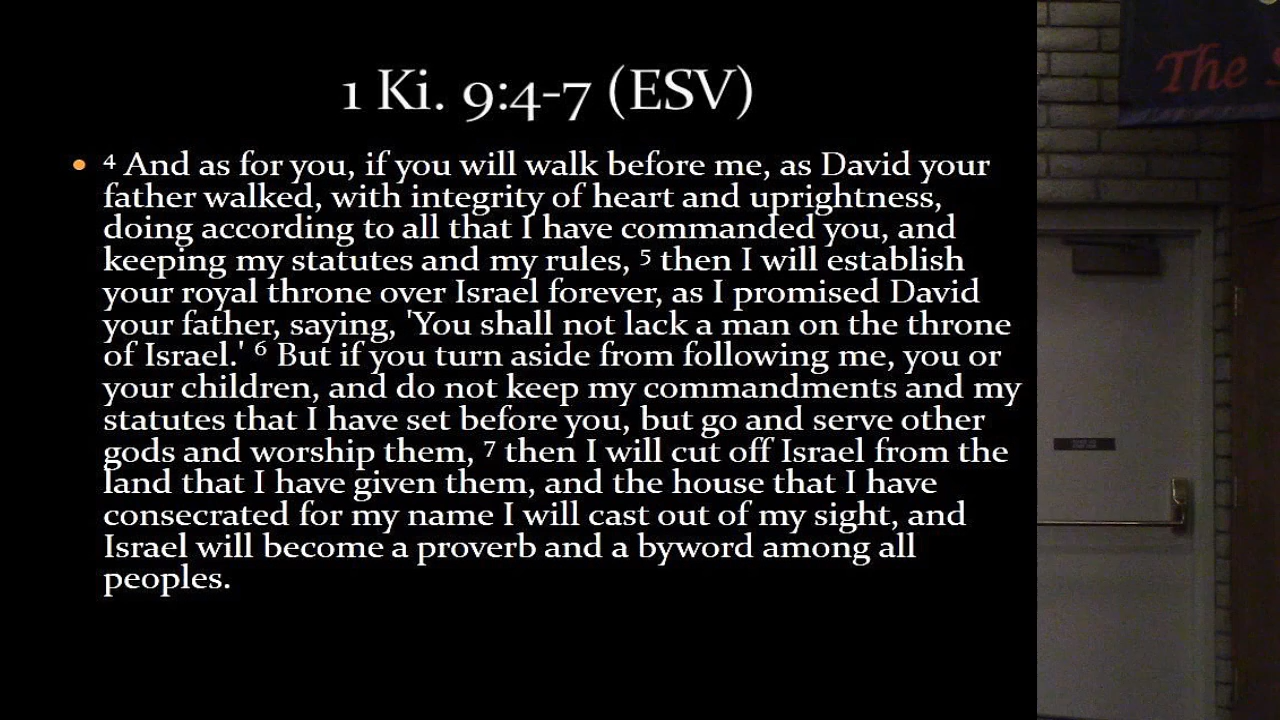 1 Ki. 9:4-7 (ESV)
• 4 And as for you, if you will walk before me, as David your
father walked, with integrity of heart and uprightness,
doing according to all that I have commanded you, and
keeping my statutes and my rules, 5 then I will establish
your royal throne over Israel forever, as I promised David
your father, saying, 'You shall not lack a man on the throne
of Israel.' 6 But if you turn aside from following me, you or
your children, and do not keep my commandments and my
statutes that I have set before you, but go and serve other
gods and worship them, 7 then I will cut off Israel from the
land that I have given them, and the house that I have
consecrated for my name I will cast out of my sight, and
Israel will become a proverb and a byword among all
peoples.
The